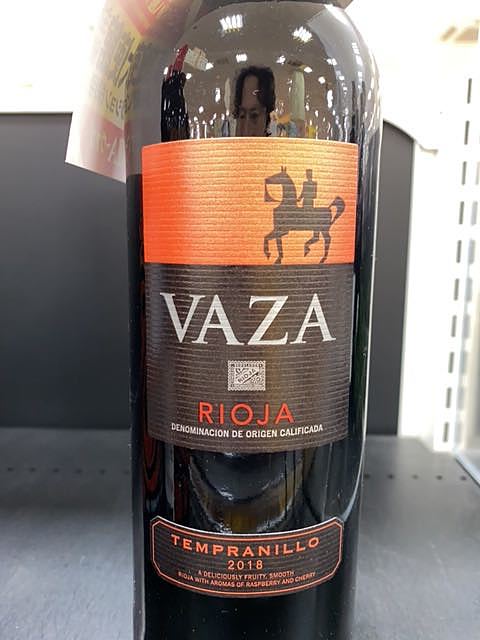 VAZA
RIOJA
DENOMINACION DE ORIGEN CALIFICADA
TEMPRANILLO
2018
A DELICIOUSLY FRUITY, SMOOTH
RIOJA WITH AROMAS OF RASPBERRY AND CHERRY